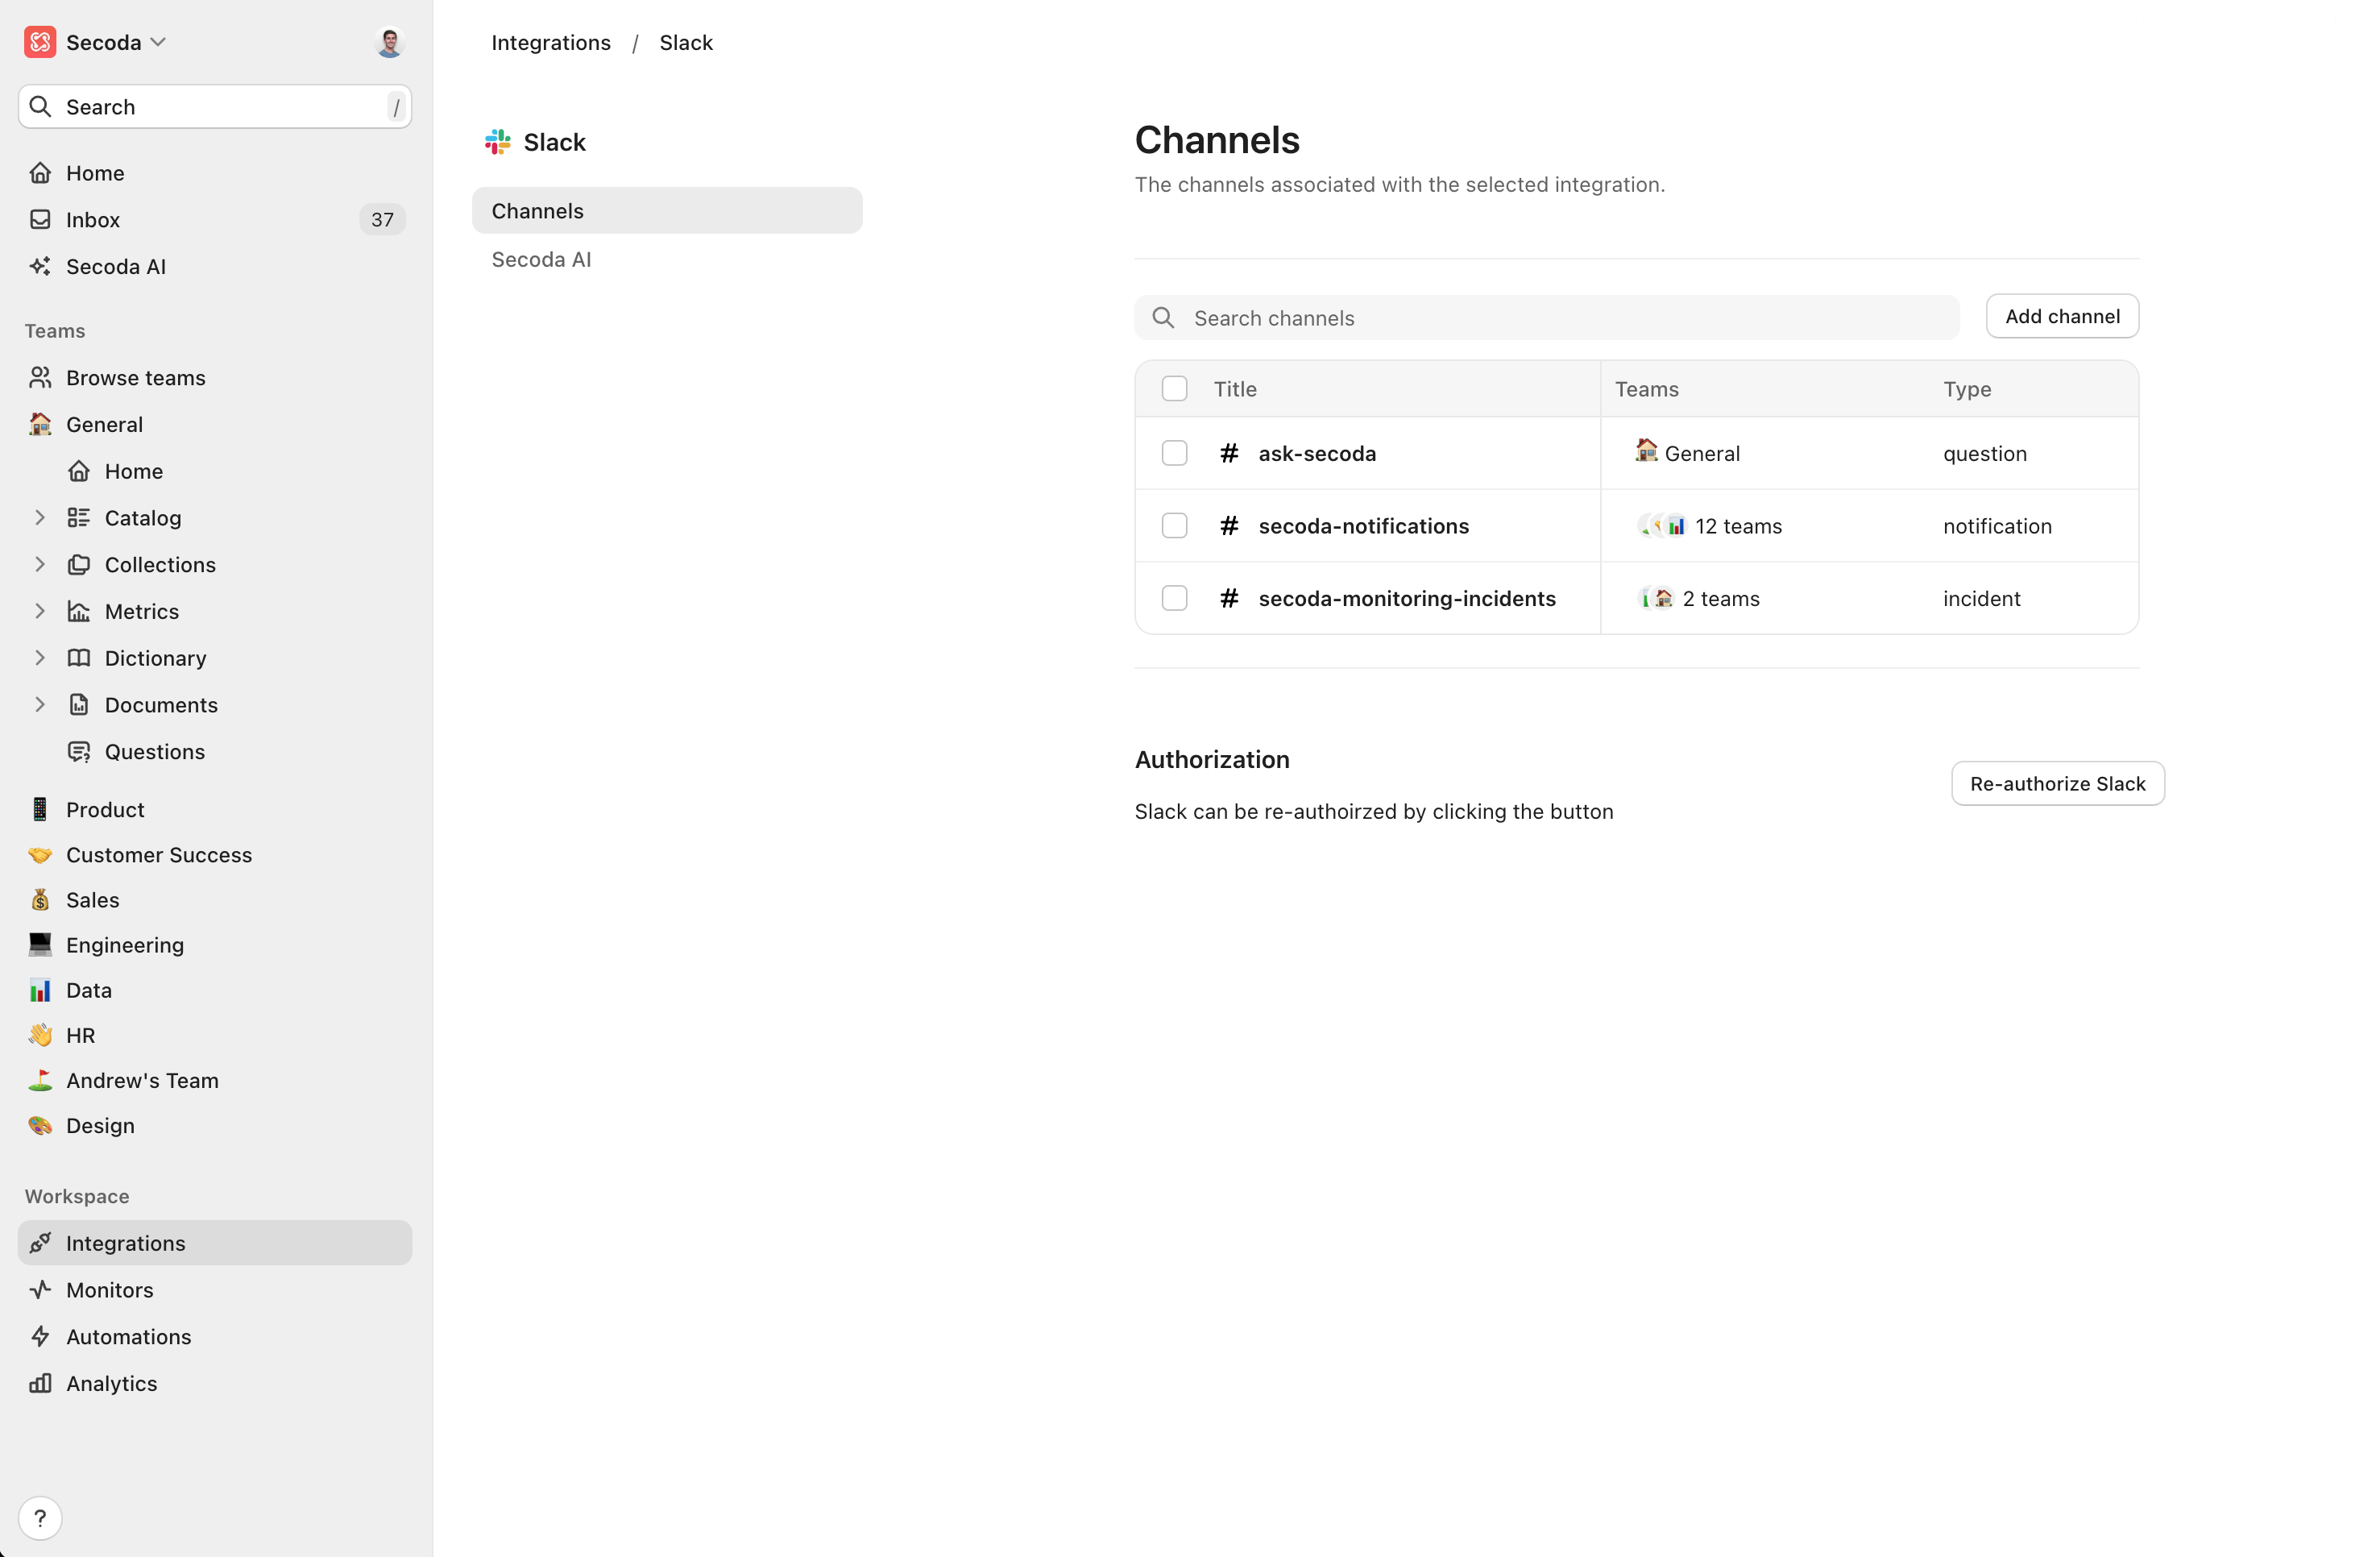 Secoda
Search /
Home
Inbox 37
Secoda AI
Teams
Browse teams
General
Home
Catalog
Collections
Metrics
Dictionary
Documents
Questions
Product
Customer Success
Sales
Engineering
Data
HR
Andrew's Team
Design
Workspace
Integrations
Monitors
Automations
Analytics
?
Integrations / Slack
Slack
Channels
Secoda AI
Channels
The channels associated with the selected integration.
Search channels Add channel
Title Teams Type
# ask-secoda General question
# secoda-notifications 12 teams notification
# secoda-monitoring-incidents 2 teams incident
Authorization
Slack can be re-authoirzed by clicking the button
Re-authorize Slack